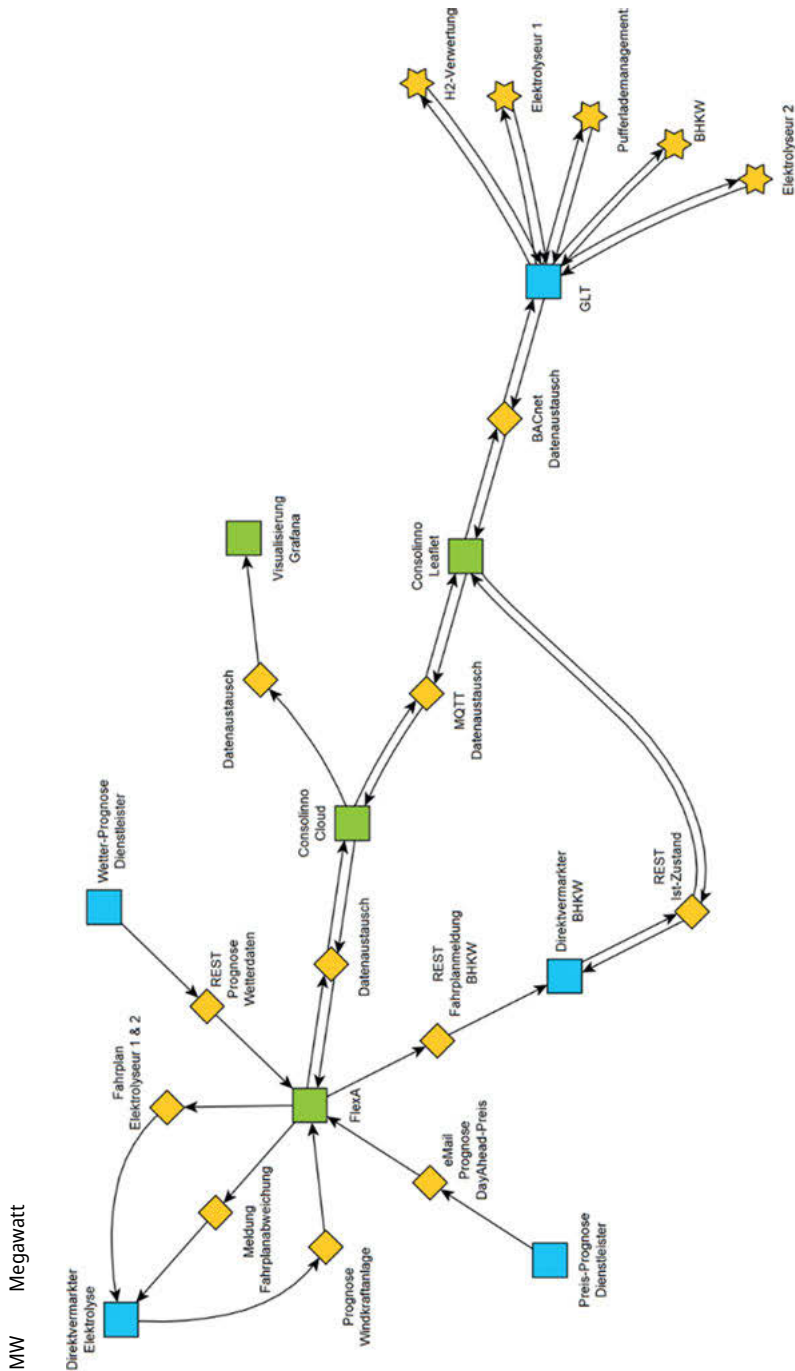 MW Megawatt
Direktvermarkter
Elektrolyse
Fahrplan
Elektrolyseur 1 & 2
Meldung
Fahrplanabweichung
Prognose
Windkraftanlage
Preis-Prognose
Dienstleister
eMail
Prognose
DayAhead-Preis
FlexA
REST
Prognose
Wetterdaten
Wetter-Prognose
Dienstleister
REST
Fahrplanmeldung
BHKW
Direktvermarkter
BHKW
REST
Ist-Zustand
Datenaustausch
Consolinno
Cloud
Datenaustausch
Visualisierung
Grafana
MQTT
Datenaustausch
Consolinno
Leaflet
BACnet
Datenaustausch
GLT
H2-Verwertung
Elektrolyseur 1
Pufferlademanagement
BHKW
Elektrolyseur 2